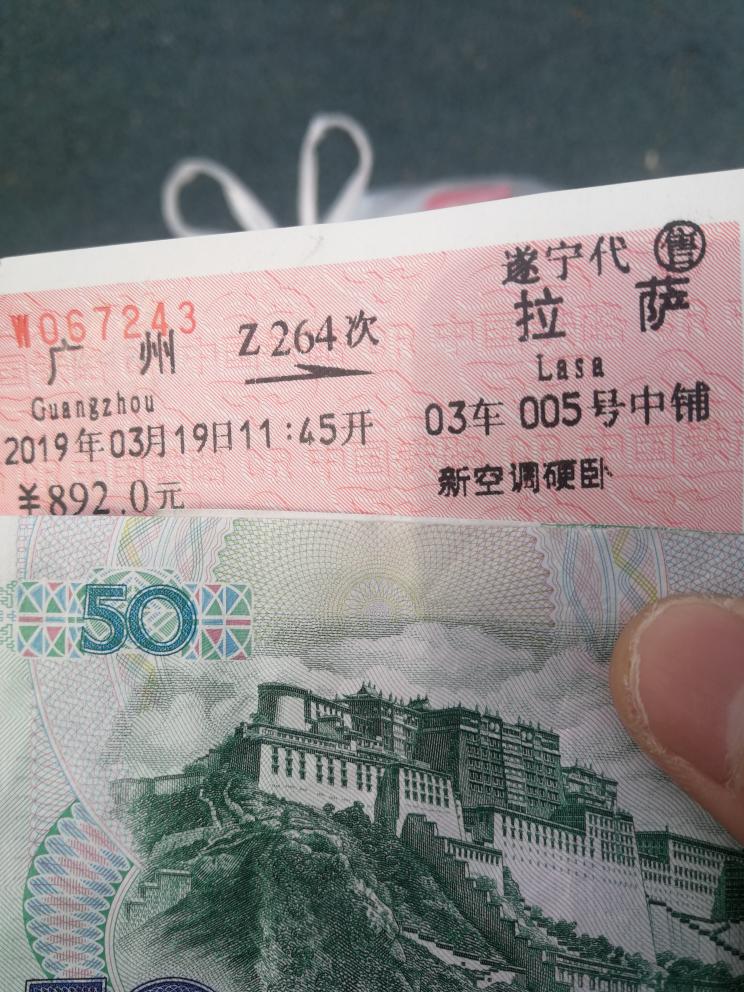 遂宁代售
W067243
广州 Z264次 拉萨
Guangzhou Lasa
2019年03月19日11:45开 03车005号中铺
¥892.0元 新空调硬卧
50